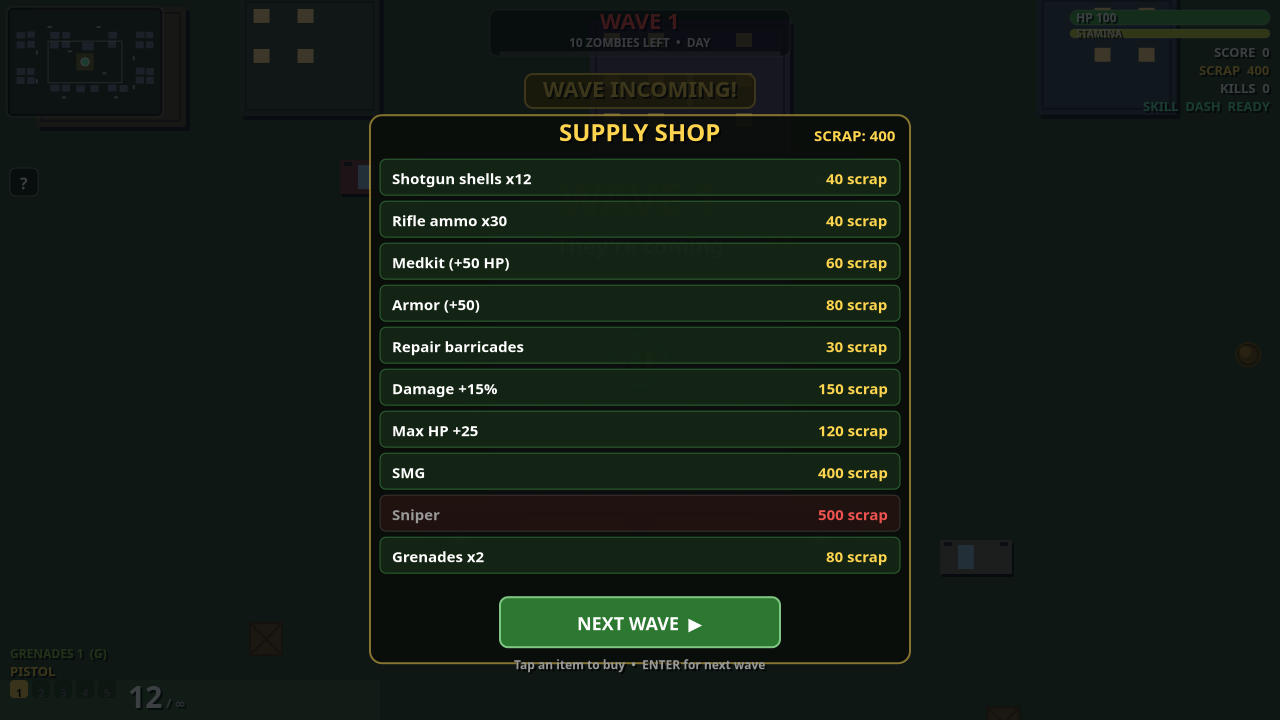 WAVE 1
10 ZOMBIES LEFT • DAY
WAVE INCOMING!
HP 100
STAMINA
SCORE 0
SCRAP 400
KILLS 0
SKILL DASH READY
?
SUPPLY SHOP
SCRAP: 400
Shotgun shells x12 40 scrap
Rifle ammo x30 40 scrap
They're coming
Medkit (+50 HP) 60 scrap
Armor (+50) 80 scrap
Repair barricades 30 scrap
Damage +15% 150 scrap
Max HP +25 120 scrap
SMG 400 scrap
Sniper 500 scrap
Grenades x2 80 scrap
NEXT WAVE ▶
Tap an item to buy • ENTER for next wave
GRENADES 1 (G)
PISTOL
1 2 3 4 5
12 / ∞